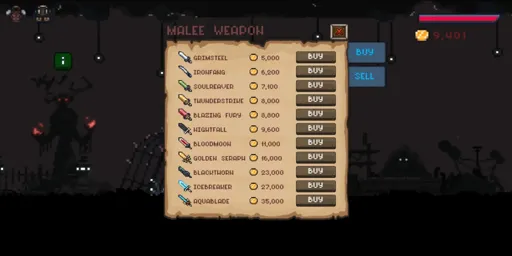 MALEE WEAPON
9,401
BUY
SELL
GRIMSTEEL 5,000 BUY
IRONFANG 6,200 BUY
SOULREAVER 7,100 BUY
THUNDERSTRIKE 8,000 BUY
BLAZING FURY 8,800 BUY
NIGHTFALL 9,600 BUY
BLOODMOON 11,000 BUY
GOLDEN SERAPH 16,000 BUY
BLACKTHORN 23,000 BUY
ICEBREAKER 27,000 BUY
AQUABLADE 35,000 BUY